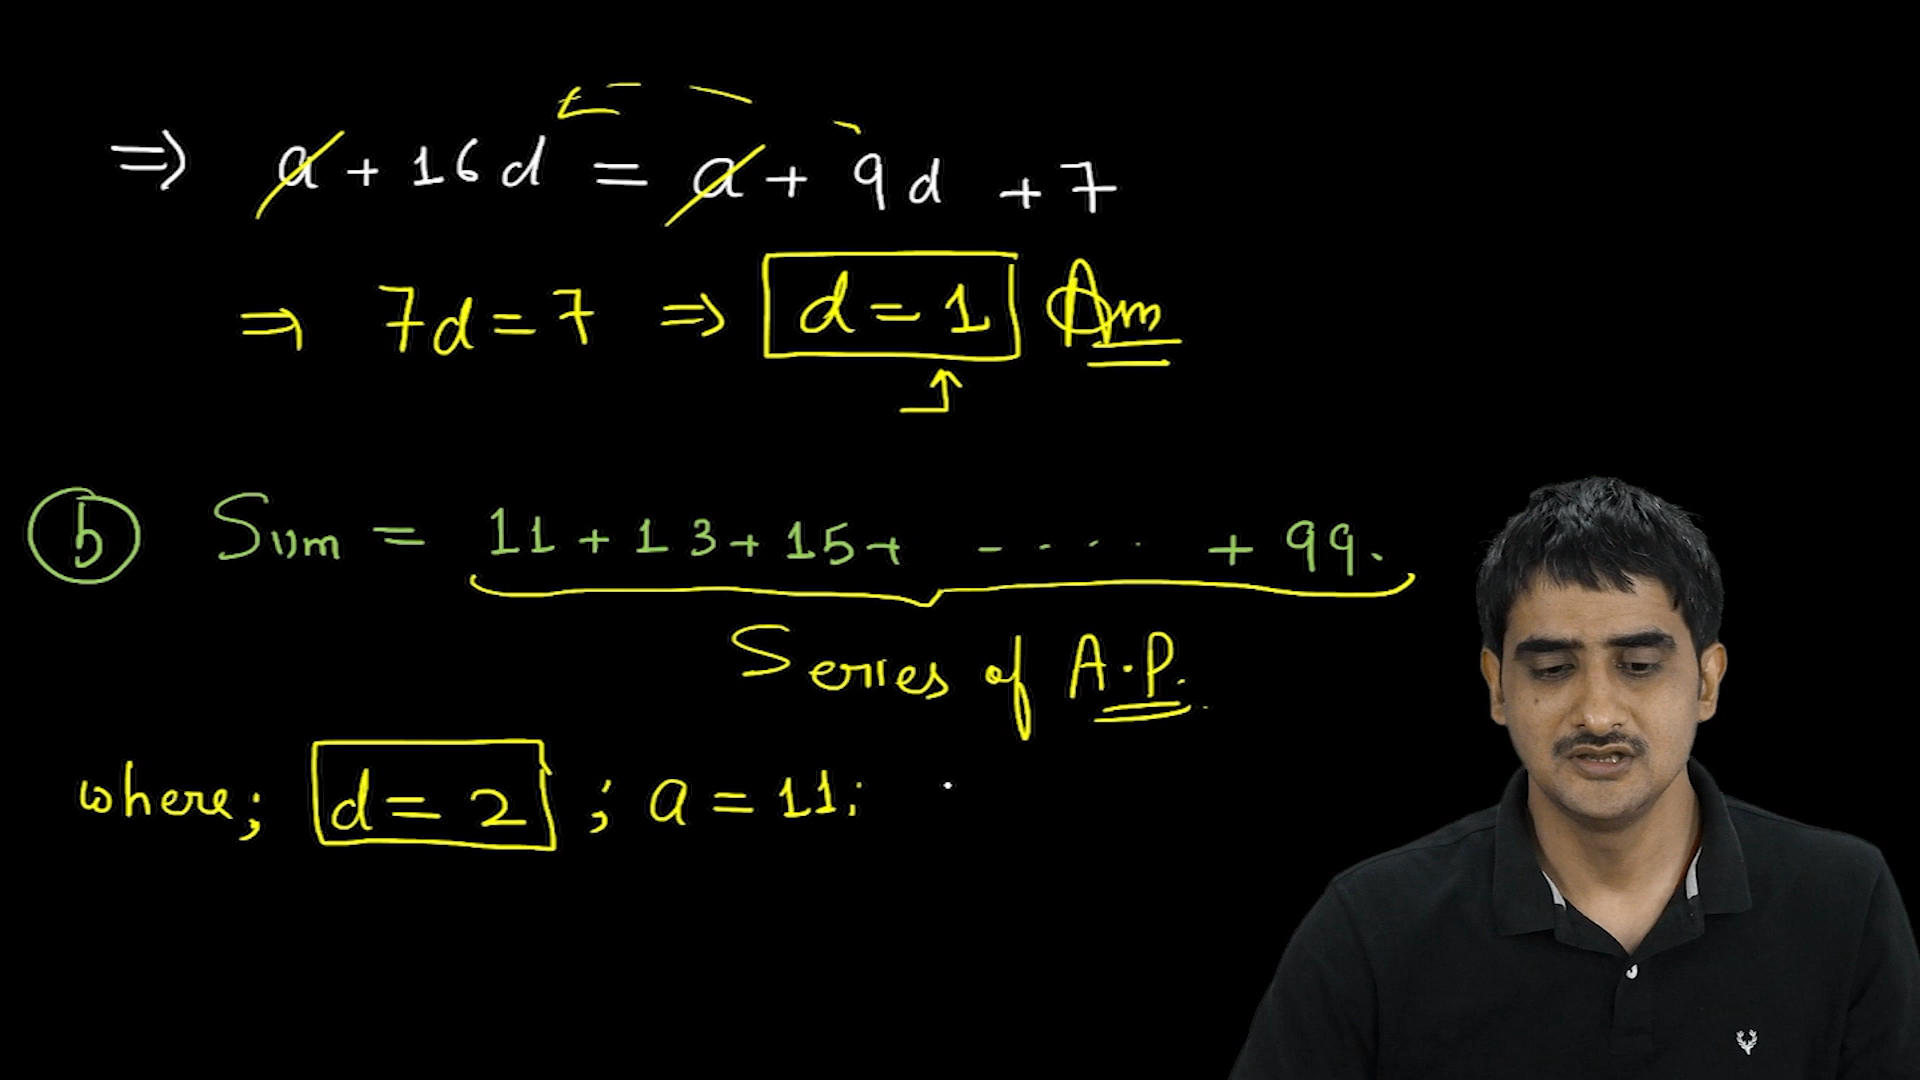 ⇒ a + 16d = a + 9d + 7
⇒ 7d = 7 ⇒ d = 1 Ans
b Sum = 11 + 13 + 15 + - . . . . + 99.
Series of A.P.
where; d = 2 ; a = 11;